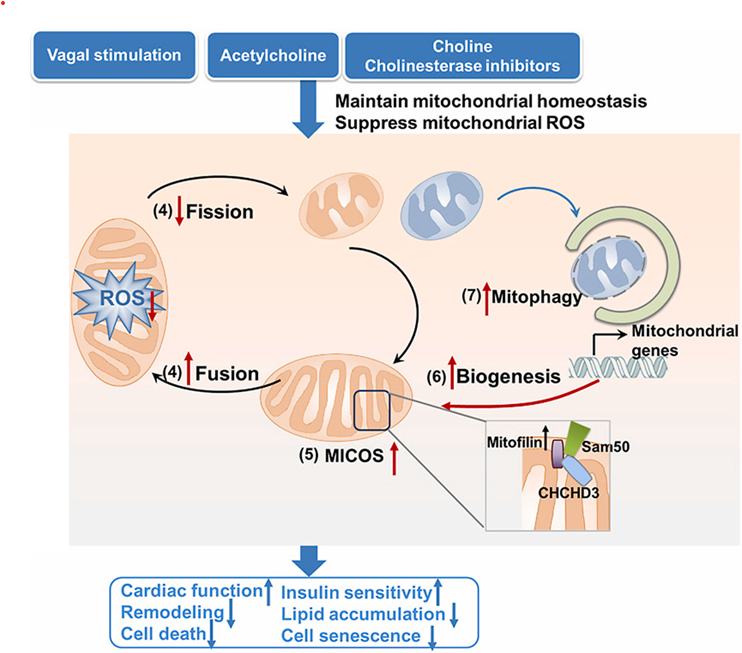 Vagal stimulation
Acetylcholine
Choline
Cholinesterase inhibitors
Maintain mitochondrial homeostasis
Suppress mitochondrial ROS
(4) Fission
ROS
(7) Mitophagy
Mitochondrial
genes
(4) Fusion
(6) Biogenesis
(5) MICOS
Mitofilin
Sam50
CHCHD3
Cardiac function
Insulin sensitivity
Remodeling
Lipid accumulation
Cell death
Cell senescence